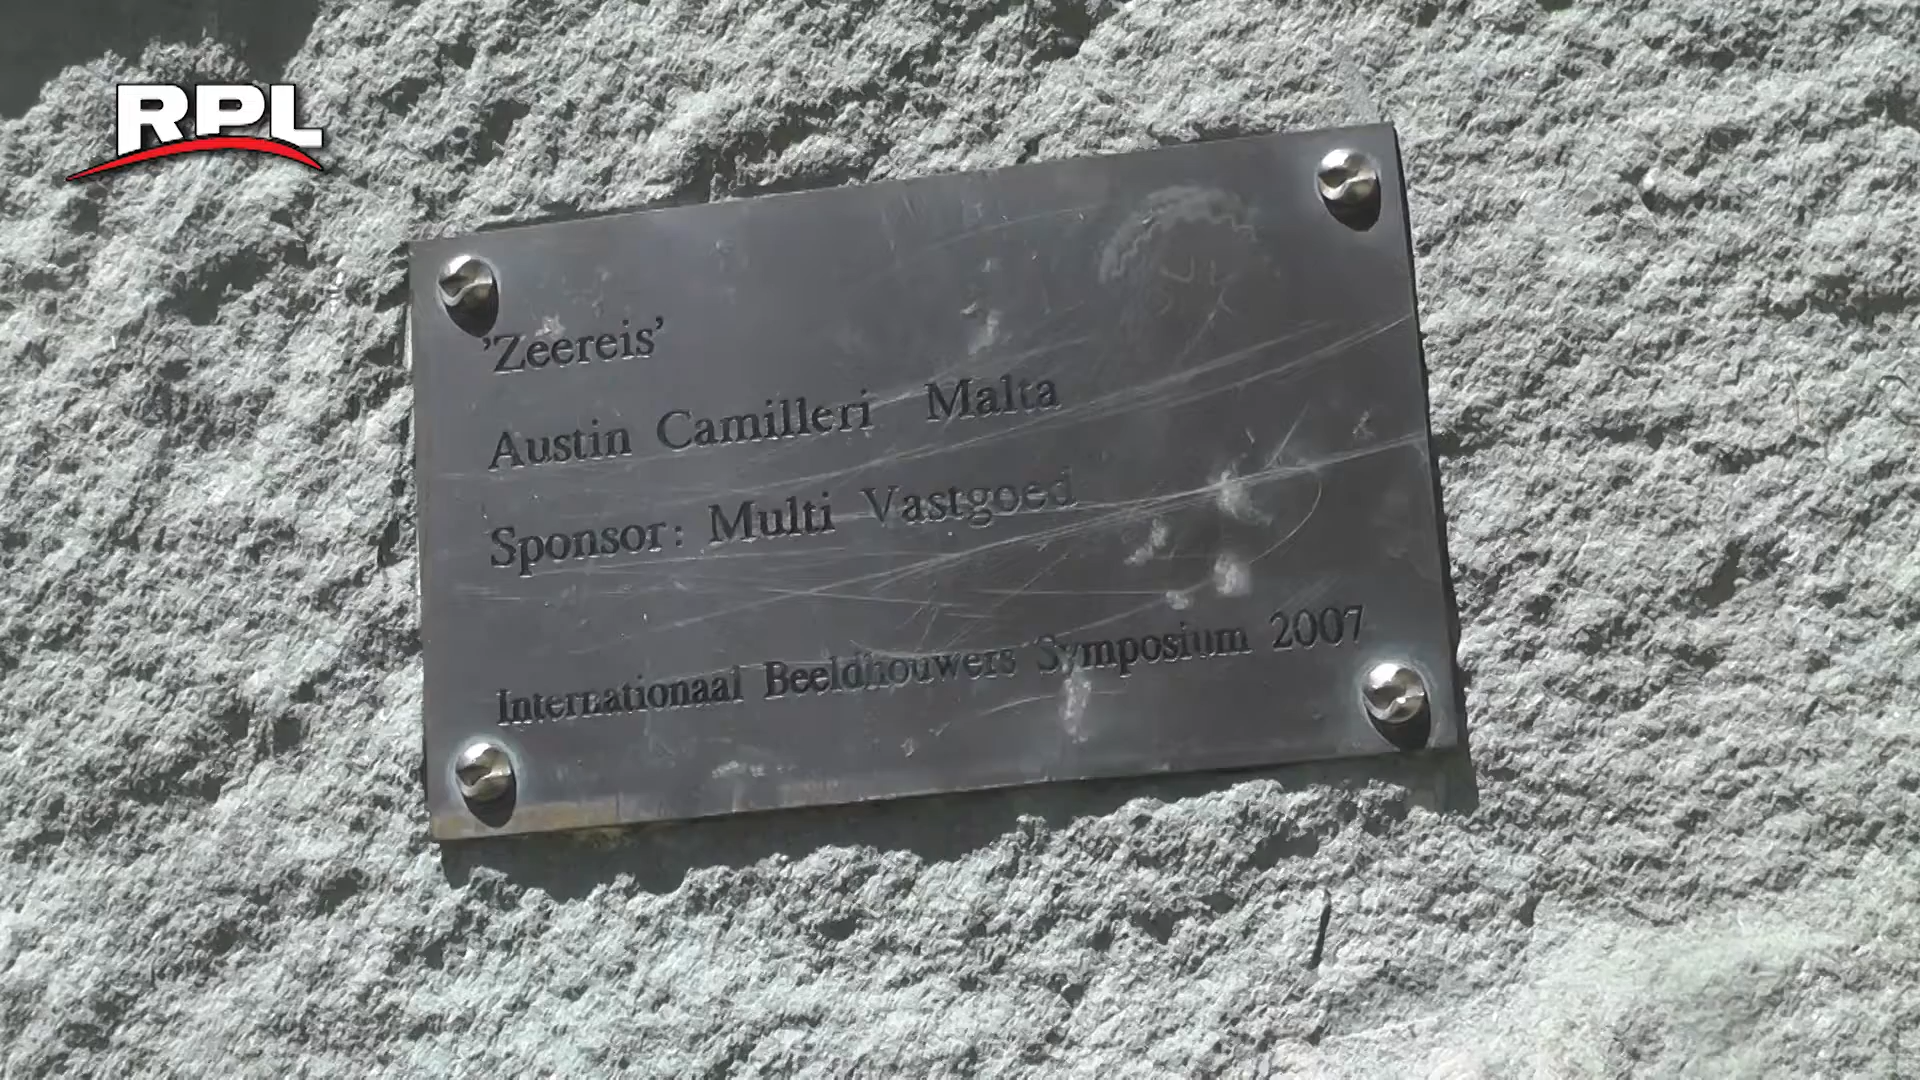 RPL
'Zeereis'
Austin Camilleri Malta
Sponsor: Multi Vastgoed
Internationaal Beeldhouwers Symposium 2007